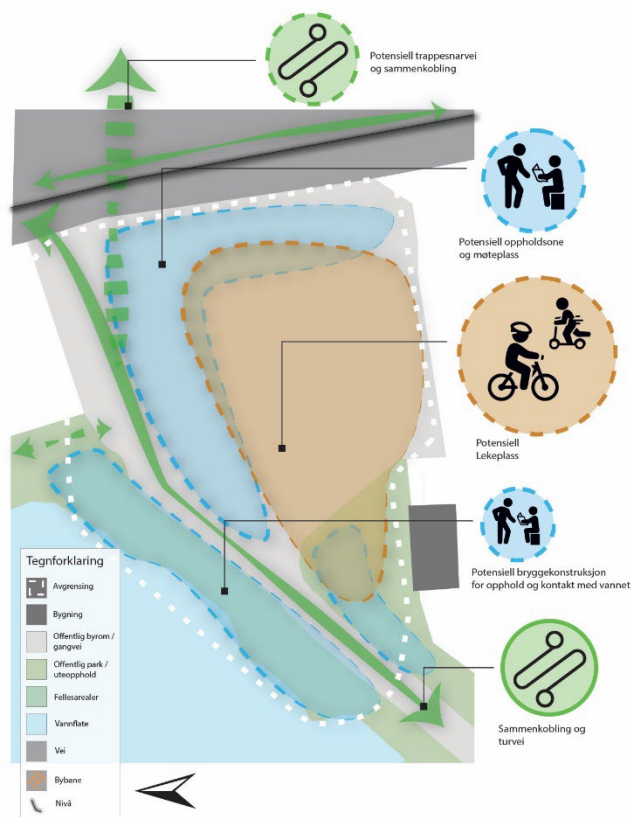 Potensiell trappesnarvei
og sammenkobling
Potensiell oppholdsone
og møteplass
Potensiell
Lekeplass
Potensiell bryggekonstruksjon
for opphold og kontakt med vannet
Sammenkobling og
turvei
Tegnforklaring
Avgrensing
Bygning
Offentlig byrom /
gangvei
Offentlig park /
uteopphold
Fellesarealer
Vannflate
Vei
Bybane
Nivå